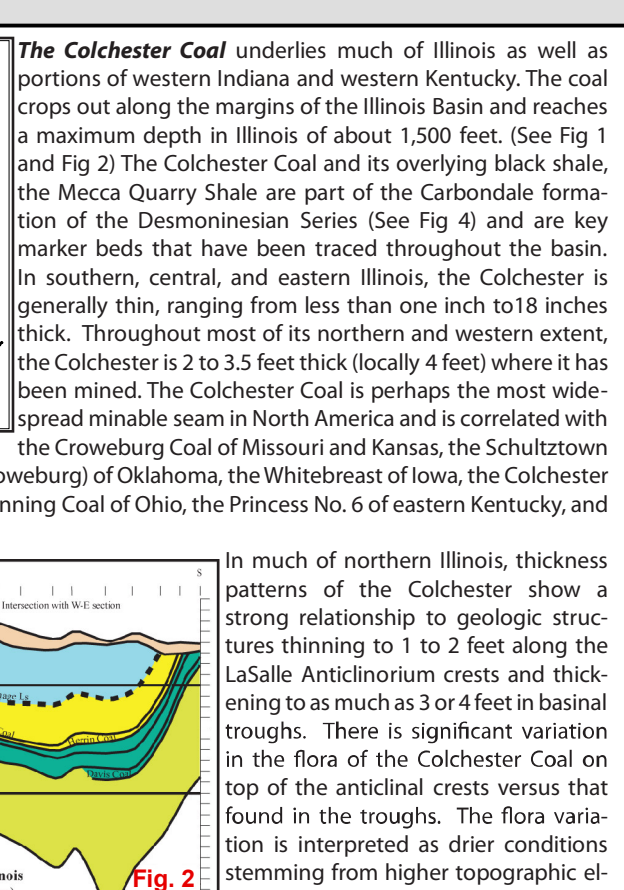 The Colchester Coal underlies much of Illinois as well as
portions of western Indiana and western Kentucky. The coal
crops out along the margins of the Illinois Basin and reaches
a maximum depth in Illinois of about 1,500 feet. (See Fig 1
and Fig 2) The Colchester Coal and its overlying black shale,
the Mecca Quarry Shale are part of the Carbondale forma-
tion of the Desmoninesian Series (See Fig 4) and are key
marker beds that have been traced throughout the basin.
In southern, central, and eastern Illinois, the Colchester is
generally thin, ranging from less than one inch to18 inches
thick. Throughout most of its northern and western extent,
the Colchester is 2 to 3.5 feet thick (locally 4 feet) where it has
been mined. The Colchester Coal is perhaps the most wide-
spread minable seam in North America and is correlated with
the Croweburg Coal of Missouri and Kansas, the Schultztown
oweburg) of Oklahoma, the Whitebreast of Iowa, the Colchester
nning Coal of Ohio, the Princess No. 6 of eastern Kentucky, and
S
Intersection with W-E section
age Ls
Coal
Herrin Coal
Davis Coal
nois
Fig. 2
In much of northern Illinois, thickness
patterns of the Colchester show a
strong relationship to geologic struc-
tures thinning to 1 to 2 feet along the
LaSalle Anticlinorium crests and thick-
ening to as much as 3 or 4 feet in basinal
troughs. There is significant variation
in the flora of the Colchester Coal on
top of the anticlinal crests versus that
found in the troughs. The flora varia-
tion is interpreted as drier conditions
stemming from higher topographic el-